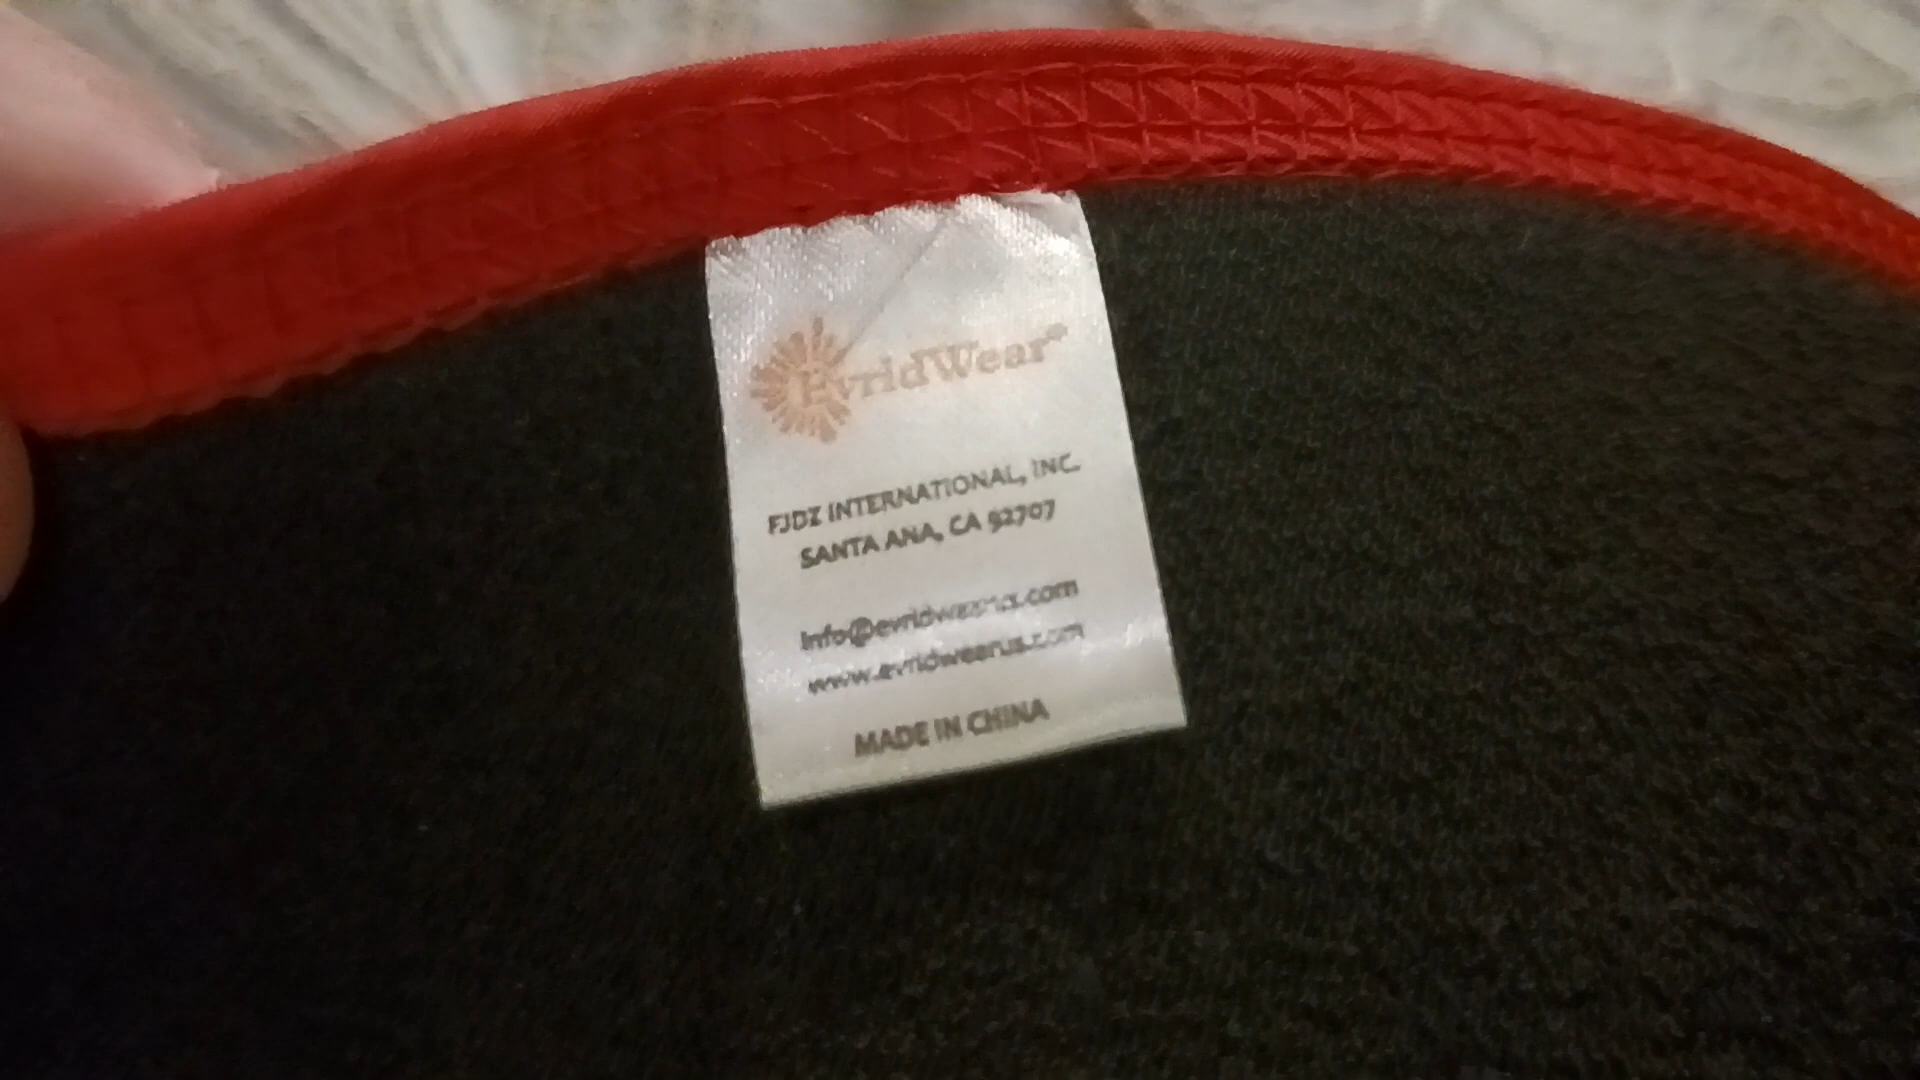 EvridWear®
FJDZ INTERNATIONAL, INC.
SANTA ANA, CA 92707
Info@evridwearus.com
www.evridwearus.com
MADE IN CHINA